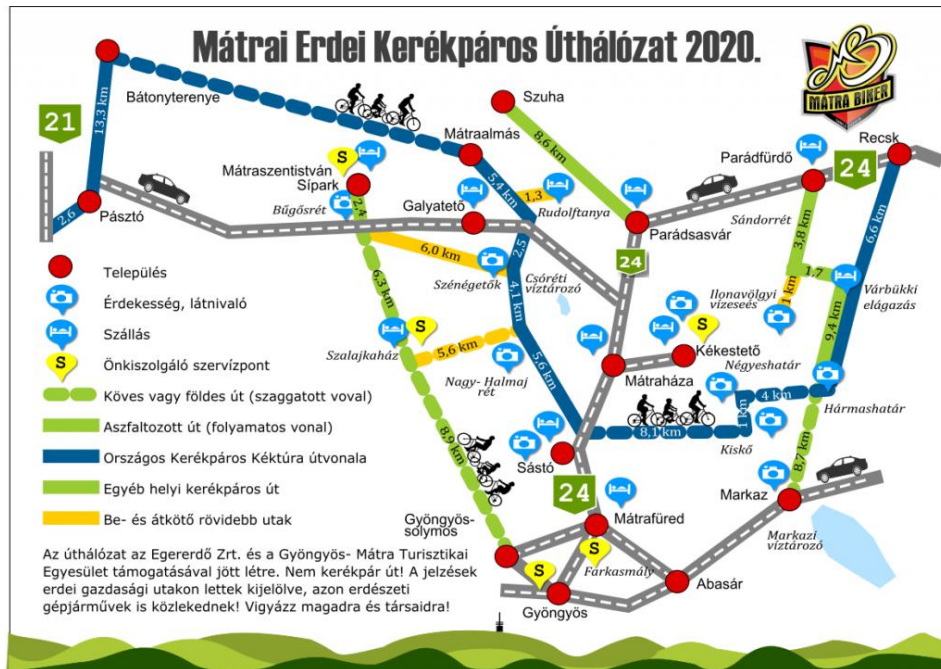 Mátrai Erdei Kerékpáros Úthálózat 2020.
MÁTRA BIKER
21
13,3 km
Bátonyterenye
Szuha
8,6 km
Mátraalmás
Recsk
24
Parádfürdő
Mátraszentistván
Sípark
S
5,4 km
1,3
Rudolftanya
2,6
Pásztó
Bűgősrét
2,4
Galyatető
Parádsasvár
Sándorrét
3,8 km
6,6 km
24
6,0 km
2,5
Szénégetők
Csóréti
víztározó
1,7
1 km
Várbükki
elágazás
Ilonavölgyi
vízeseés
Település
Érdekesség, látnivaló
Szállás
S
Önkiszolgáló szervízpont
Köves vagy földes út (szaggatott voval)
Aszfaltozott út (folyamatos vonal)
Országos Kerékpáros Kéktúra útvonala
Egyéb helyi kerékpáros út
Be- és átkötő rövidebb utak
6,3 km
4,1 km
9,4 km
S
Szalajkaház
5,6 km
5,6 km
Nagy- Halmaj
rét
S
Kékestető
Mátraháza
Négyeshatár
4 km
1 km
Hármashatár
8,1 km
Kiskő
8,9 km
8,7 km
Sástó
24
Markaz
Markazi
víztározó
Gyöngyös-
solymos
Mátrafüred
S
Farkasmály
S
Gyöngyös
Abasár
Az úthálózat az Egererdő Zrt. és a Gyöngyös- Mátra Turisztikai
Egyesület támogatásával jött létre. Nem kerékpár út! A jelzések
erdei gazdasági utakon lettek kijelölve, azon erdészeti
gépjárművek is közlekednek! Vigyázz magadra és társaidra!